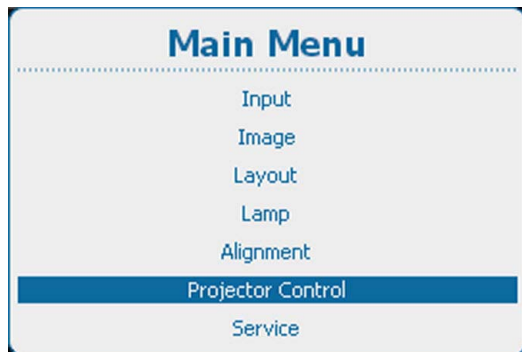 Main Menu
Input
Image
Layout
Lamp
Alignment
Projector Control
Service